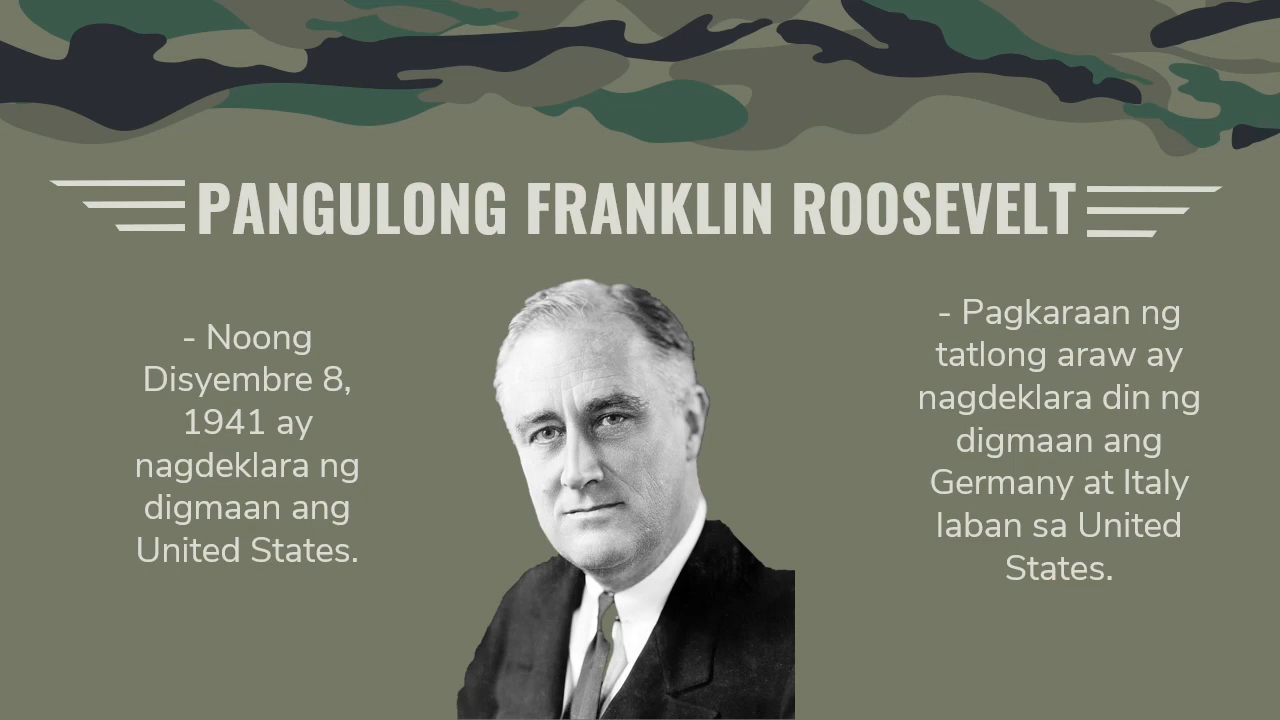 PANGULONG FRANKLIN ROOSEVELT
- Noong
Disyembre 8,
1941 ay
nagdeklara ng
digmaan ang
United States.
- Pagkaraan ng
tatlong araw ay
nagdeklara din ng
digmaan ang
Germany at Italy
laban sa United
States.